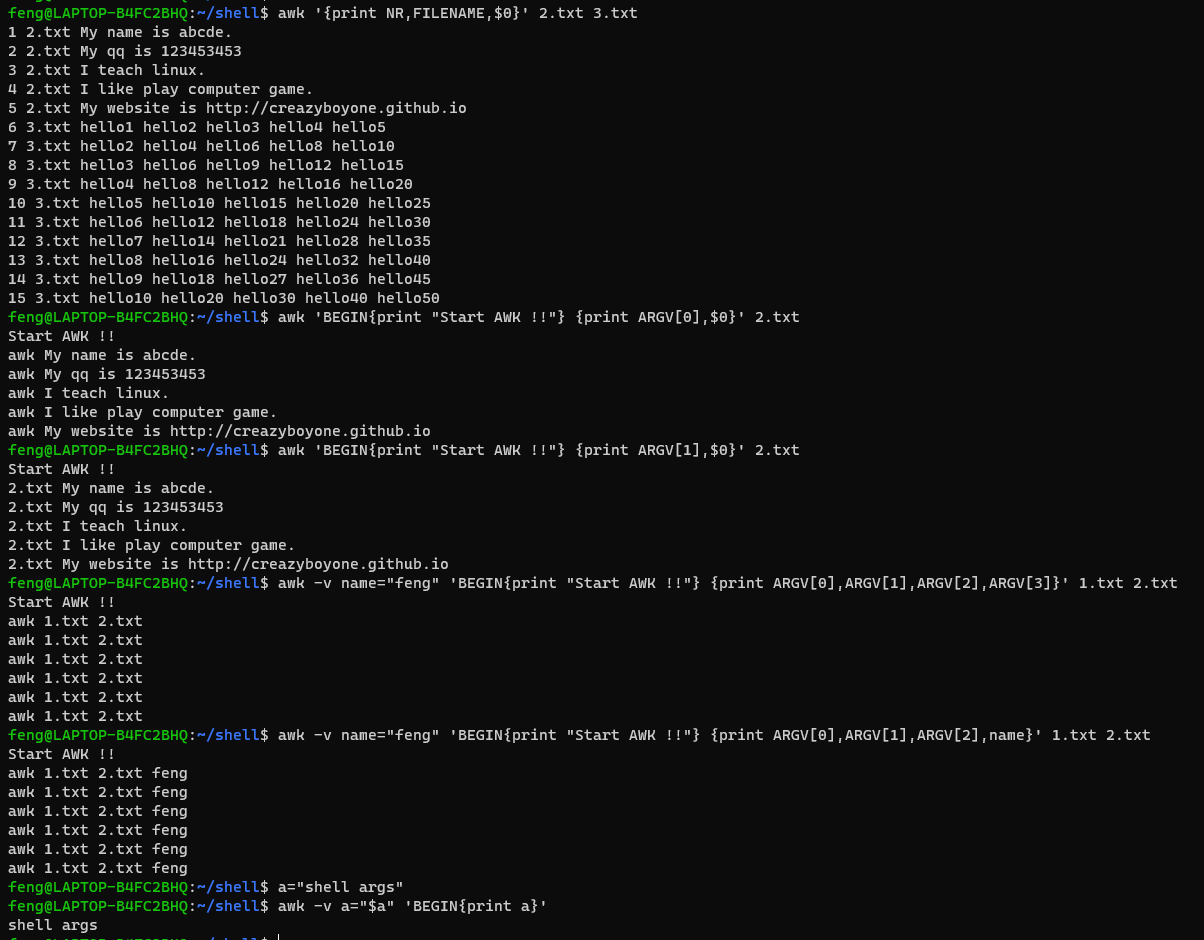 feng@LAPTOP-B4FC2BHQ:~/shell$ awk '{print NR,FILENAME,$0}' 2.txt 3.txt
1 2.txt My name is abcde.
2 2.txt My qq is 123453453
3 2.txt I teach linux.
4 2.txt I like play computer game.
5 2.txt My website is http://creazyboyone.github.io
6 3.txt hello1 hello2 hello3 hello4 hello5
7 3.txt hello2 hello4 hello6 hello8 hello10
8 3.txt hello3 hello6 hello9 hello12 hello15
9 3.txt hello4 hello8 hello12 hello16 hello20
10 3.txt hello5 hello10 hello15 hello20 hello25
11 3.txt hello6 hello12 hello18 hello24 hello30
12 3.txt hello7 hello14 hello21 hello28 hello35
13 3.txt hello8 hello16 hello24 hello32 hello40
14 3.txt hello9 hello18 hello27 hello36 hello45
15 3.txt hello10 hello20 hello30 hello40 hello50
feng@LAPTOP-B4FC2BHQ:~/shell$ awk 'BEGIN{print "Start AWK !!"} {print ARGV[0],$0}' 2.txt
Start AWK !!
awk My name is abcde.
awk My qq is 123453453
awk I teach linux.
awk I like play computer game.
awk My website is http://creazyboyone.github.io
feng@LAPTOP-B4FC2BHQ:~/shell$ awk 'BEGIN{print "Start AWK !!"} {print ARGV[1],$0}' 2.txt
Start AWK !!
2.txt My name is abcde.
2.txt My qq is 123453453
2.txt I teach linux.
2.txt I like play computer game.
2.txt My website is http://creazyboyone.github.io
feng@LAPTOP-B4FC2BHQ:~/shell$ awk -v name="feng" 'BEGIN{print "Start AWK !!"} {print ARGV[0],ARGV[1],ARGV[2],ARGV[3]}' 1.txt 2.txt
Start AWK !!
awk 1.txt 2.txt
awk 1.txt 2.txt
awk 1.txt 2.txt
awk 1.txt 2.txt
awk 1.txt 2.txt
awk 1.txt 2.txt
feng@LAPTOP-B4FC2BHQ:~/shell$ awk -v name="feng" 'BEGIN{print "Start AWK !!"} {print ARGV[0],ARGV[1],ARGV[2],name}' 1.txt 2.txt
Start AWK !!
awk 1.txt 2.txt feng
awk 1.txt 2.txt feng
awk 1.txt 2.txt feng
awk 1.txt 2.txt feng
awk 1.txt 2.txt feng
awk 1.txt 2.txt feng
feng@LAPTOP-B4FC2BHQ:~/shell$ a="shell args"
feng@LAPTOP-B4FC2BHQ:~/shell$ awk -v a="$a" 'BEGIN{print a}'
shell args